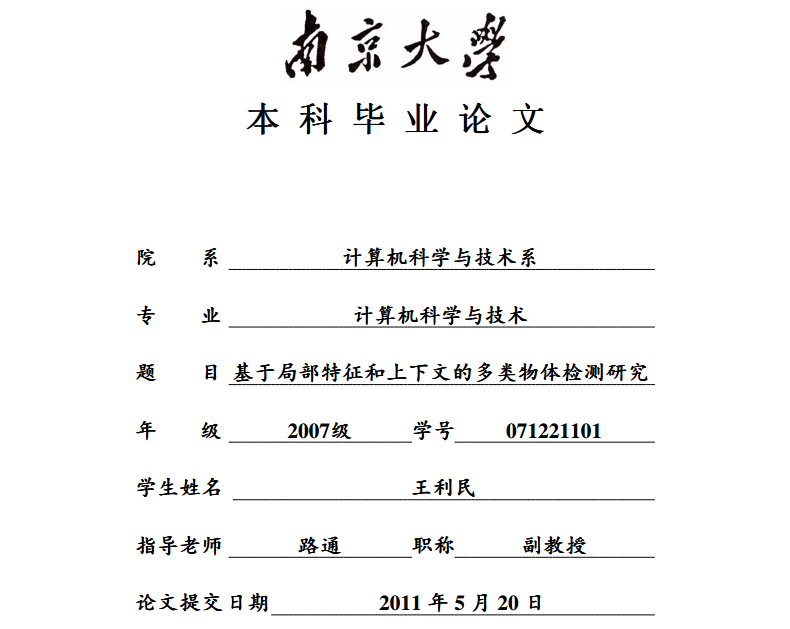 南京大学
本科毕业论文
院 系 计算机科学与技术系
专 业 计算机科学与技术
题 目 基于局部特征和上下文的多类物体检测研究
年 级 2007级 学号 071221101
学生姓名 王利民
指导老师 路通 职称 副教授
论文提交日期 2011 年 5 月 20 日